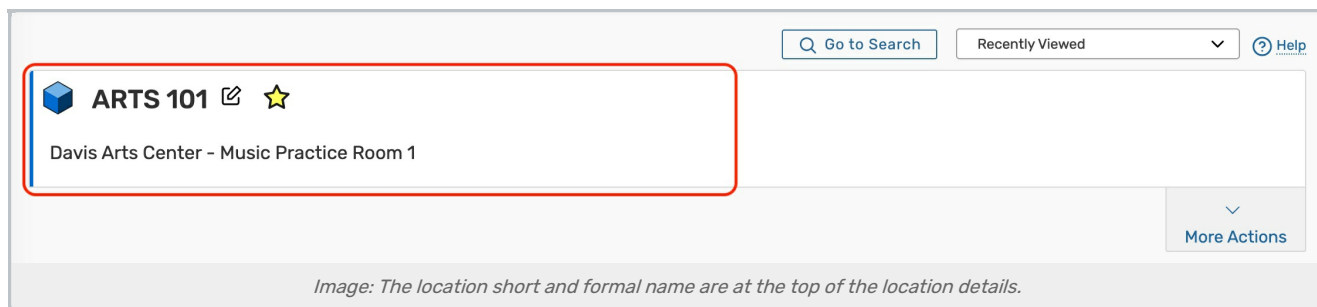 Go to Search
Recently Viewed
Help
ARTS 101
Davis Arts Center - Music Practice Room 1
More Actions
Image: The location short and formal name are at the top of the location details.